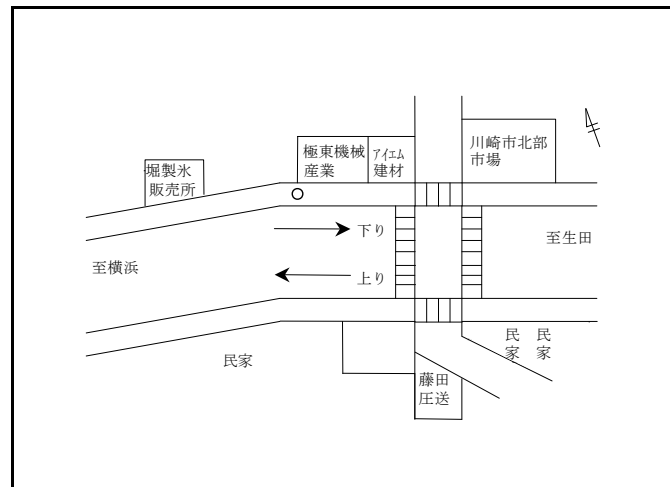 極東機械
産業
アイエム
建材
川崎市北部
市場
堀製氷
販売所
下り
至生田
至横浜
上り
民家
民家
民家
藤田
圧送